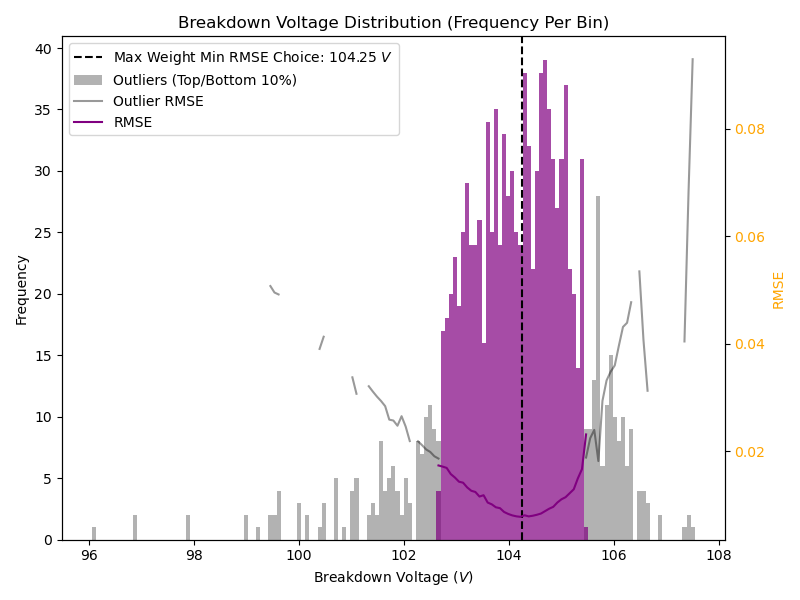 Breakdown Voltage Distribution (Frequency Per Bin)
Max Weight Min RMSE Choice: 104.25 V
Outliers (Top/Bottom 10%)
Outlier RMSE
RMSE
Frequency
40
35
30
25
20
15
10
5
0
96
98
100
102
104
106
108
Breakdown Voltage (V)
0.08
0.06
0.04
0.02
RMSE